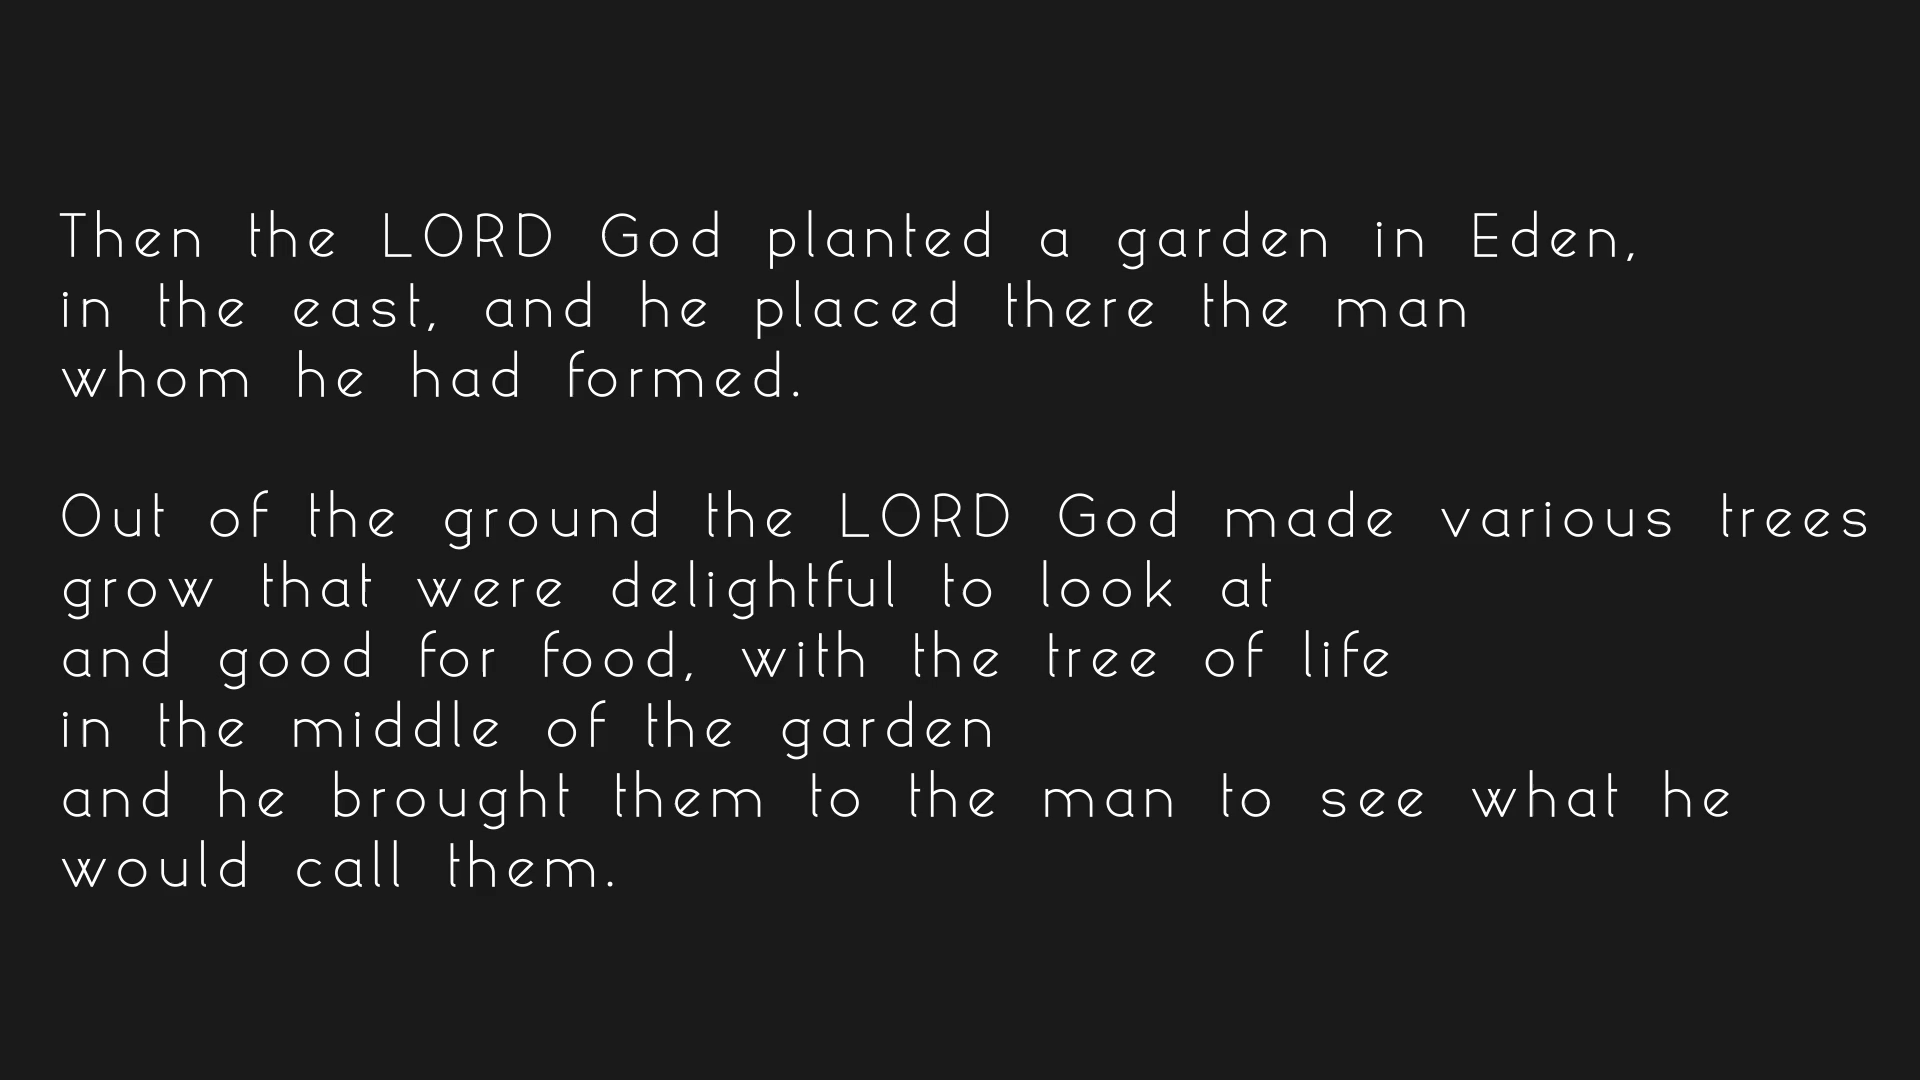 Then the LORD God planted a garden in Eden,
in the east, and he placed there the man
whom he had formed.

Out of the ground the LORD God made various trees
grow that were delightful to look at
and good for food, with the tree of life
in the middle of the garden
and he brought them to the man to see what he
would call them.